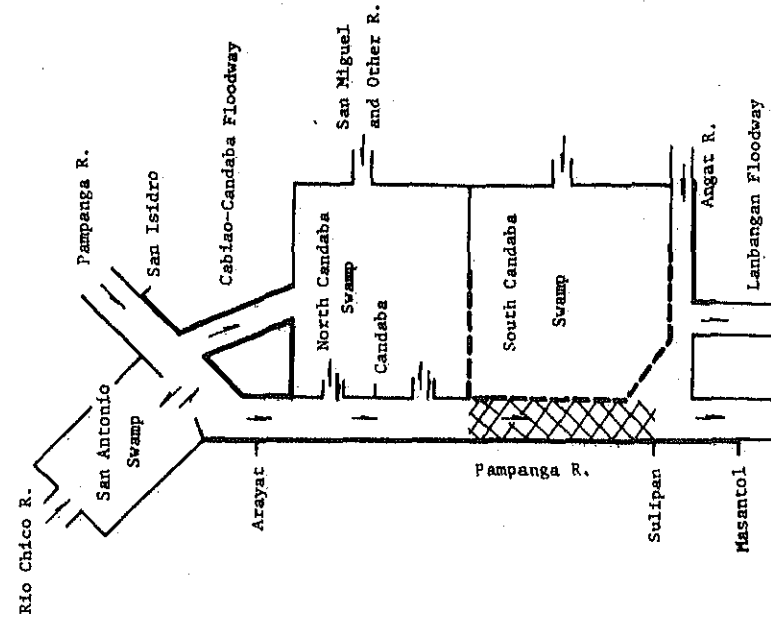 Rio Chico R.
San Antonio
Swamp
Pampanga R.
San Isidro
Cabiao-Candaba Floodway
San Miguel
and Other R.
North Candaba
Swamp
Candaba
Arayat
South Candaba
Swamp
Pampanga R.
Angat R.
Sulipan
Masantol
Lanbangan Floodway